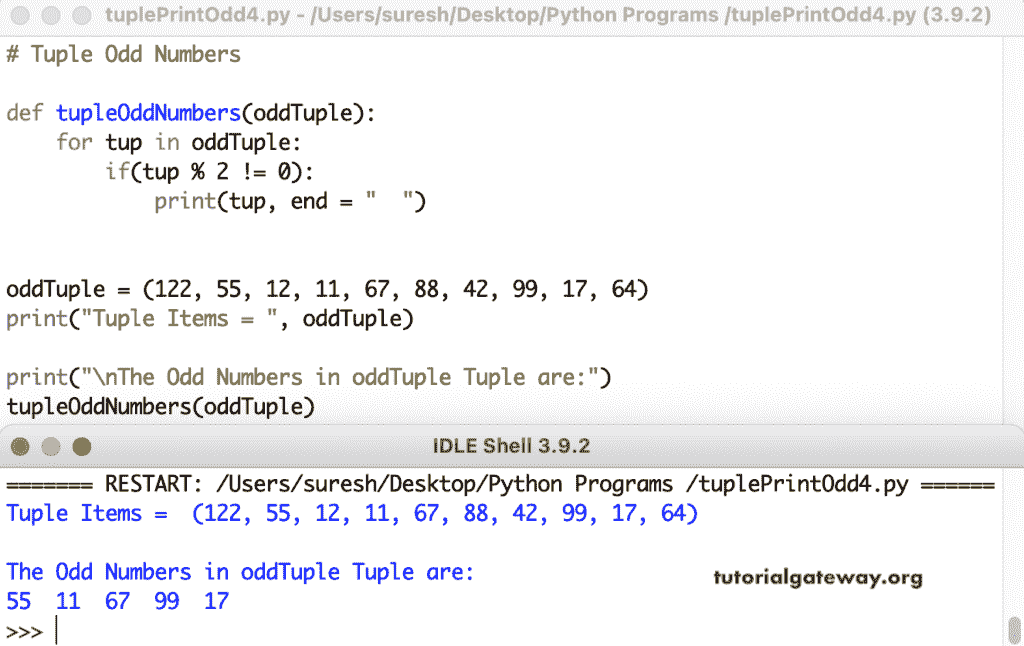 tuplePrintOdd4.py - /Users/suresh/Desktop/Python Programs /tuplePrintOdd4.py (3.9.2)
# Tuple Odd Numbers
def tupleOddNumbers(oddTuple):
    for tup in oddTuple:
        if(tup % 2 != 0):
            print(tup, end = "  ")
oddTuple = (122, 55, 12, 11, 67, 88, 42, 99, 17, 64)
print("Tuple Items = ", oddTuple)
print("\nThe Odd Numbers in oddTuple Tuple are:")
tupleOddNumbers(oddTuple)
IDLE Shell 3.9.2
======= RESTART: /Users/suresh/Desktop/Python Programs /tuplePrintOdd4.py ======
Tuple Items =  (122, 55, 12, 11, 67, 88, 42, 99, 17, 64)
The Odd Numbers in oddTuple Tuple are:
tutorialgateway.org
55  11  67  99  17
>>>